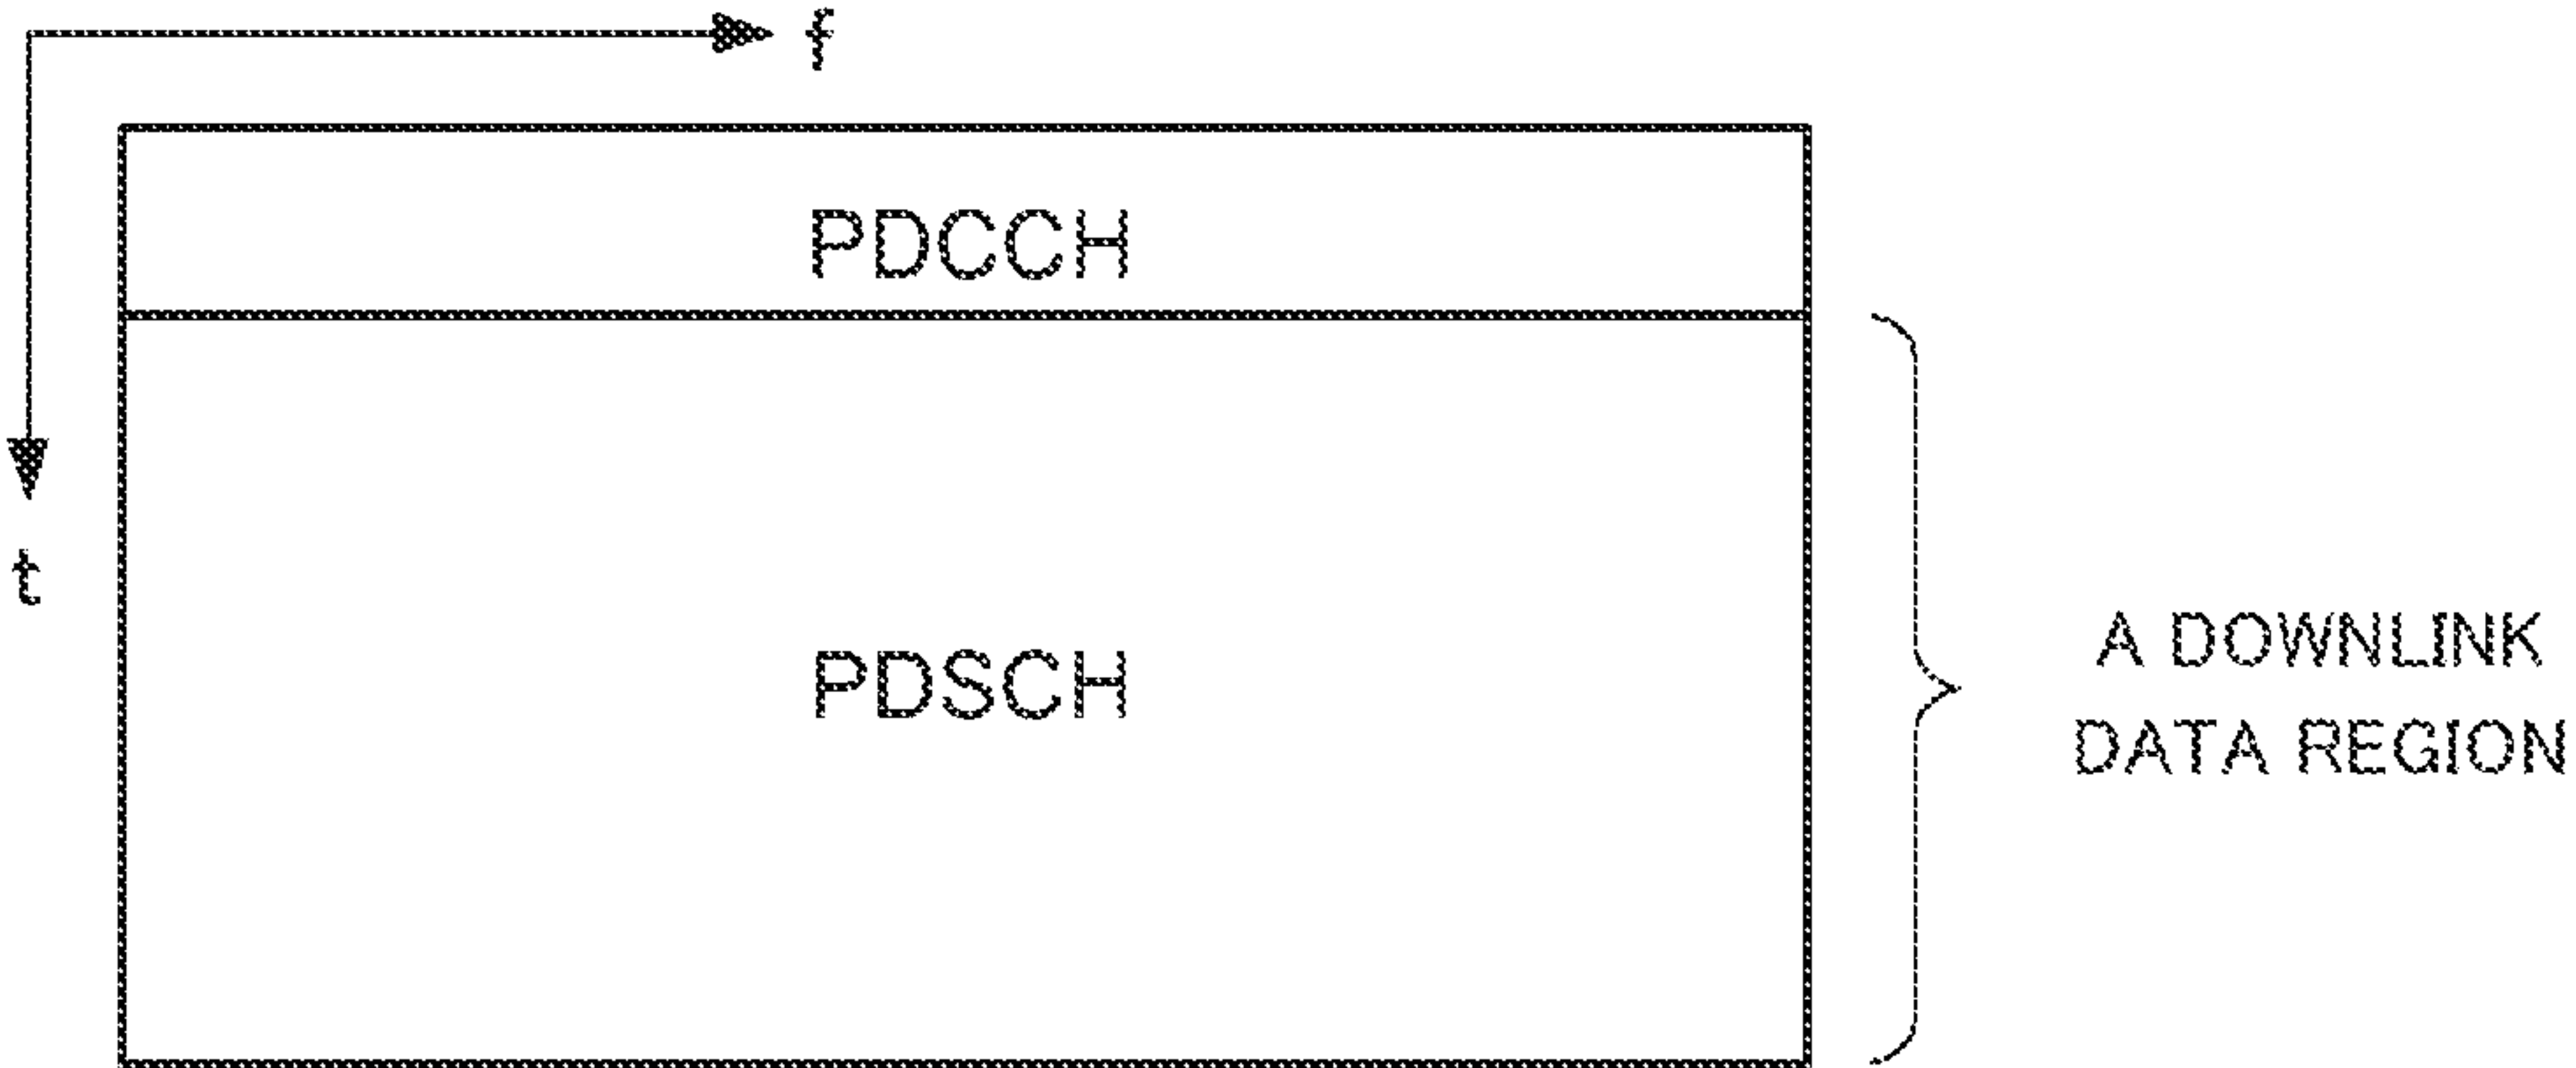 f
PDCCH
t
PDSCH
A DOWNLINK
DATA REGION